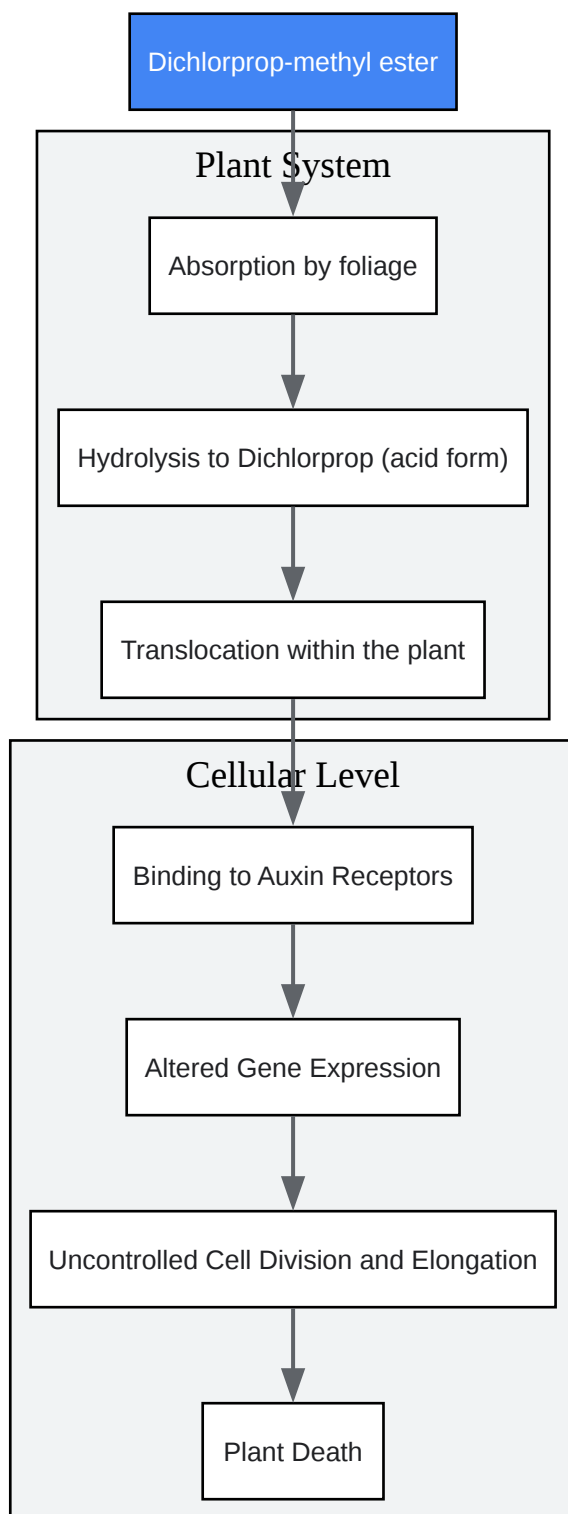 Dichlorprop-methyl ester
Plant System
Absorption by foliage
Hydrolysis to Dichlorprop (acid form)
Translocation within the plant
Cellular Level
Binding to Auxin Receptors
Altered Gene Expression
Uncontrolled Cell Division and Elongation
Plant Death